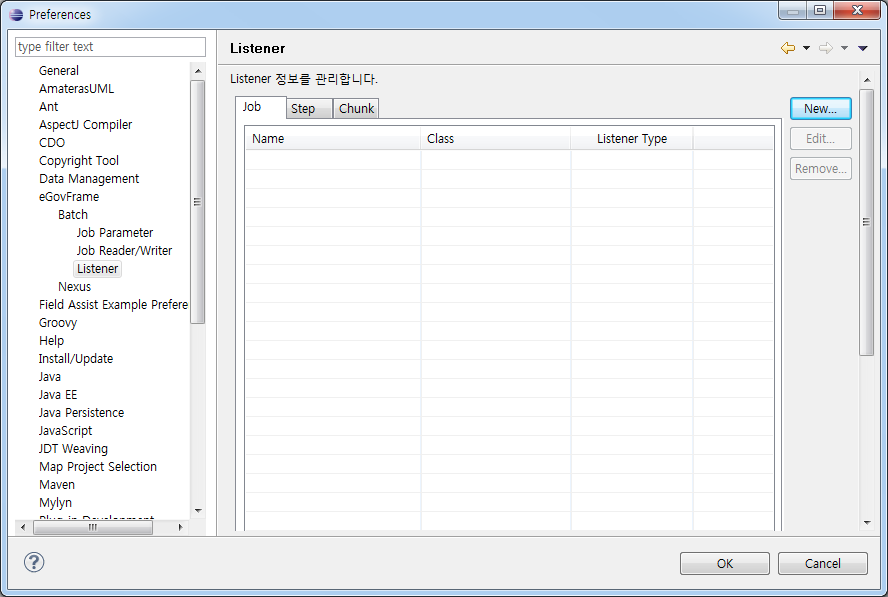 Preferences
type filter text
General
AmaterasUML
Ant
AspectJ Compiler
CDO
Copyright Tool
Data Management
eGovFrame
Batch
Job Parameter
Job Reader/Writer
Listener
Nexus
Field Assist Example Prefere
Groovy
Help
Install/Update
Java
Java EE
Java Persistence
JavaScript
JDT Weaving
Map Project Selection
Maven
Mylyn
Plug-in Development
Listener
Listener 정보를 관리합니다.
Job Step Chunk
Name Class Listener Type
New...
Edit...
Remove...
OK Cancel